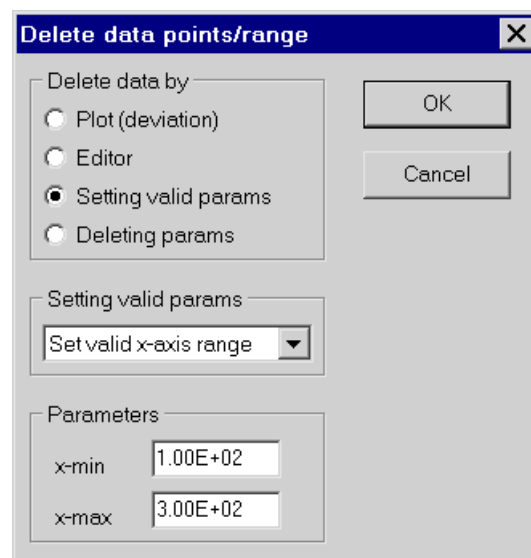 Delete data points/range
Delete data by
Plot (deviation)
Editor
Setting valid params
Deleting params
OK
Cancel
Setting valid params
Set valid x-axis range
Parameters
x-min 1.00E+02
x-max 3.00E+02